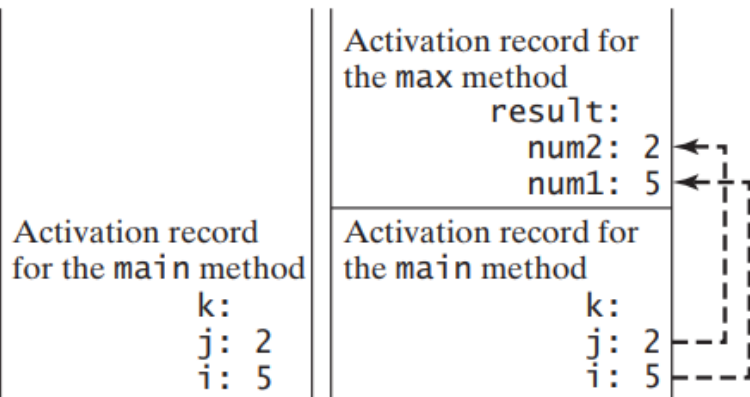 Activation record
for the main method
k:
j: 2
i: 5
Activation record for
the max method
result:
num2: 2
num1: 5
Activation record for
the main method
k:
j: 2
i: 5